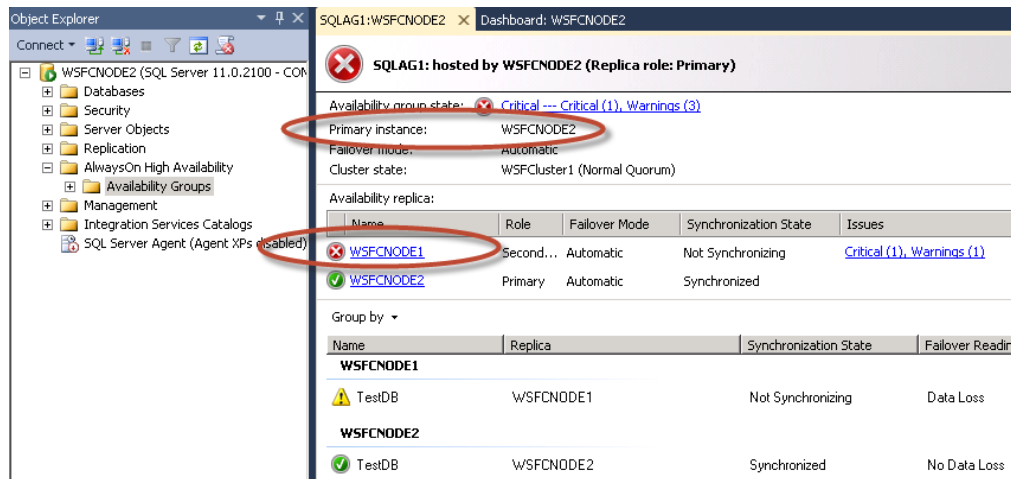 Object Explorer
Connect
WSFCNODE2 (SQL Server 11.0.2100 - CON
Databases
Security
Server Objects
Replication
AlwaysOn High Availability
Availability Groups
Management
Integration Services Catalogs
SQL Server Agent (Agent XPs disabled)
SQLAG1:WSFCNODE2
Dashboard: WSFCNODE2
SQLAG1: hosted by WSFCNODE2 (Replica role: Primary)
Availability group state: Critical --- Critical (1), Warnings (3)
Primary instance: WSFCNODE2
Failover mode: Automatic
Cluster state: WSFCluster1 (Normal Quorum)
Availability replica:
Name Role Failover Mode Synchronization State Issues
WSFCNODE1 Second... Automatic Not Synchronizing Critical (1), Warnings (1)
WSFCNODE2 Primary Automatic Synchronized
Group by
Name Replica Synchronization State Failover Readin
WSFCNODE1
TestDB WSFCNODE1 Not Synchronizing Data Loss
WSFCNODE2
TestDB WSFCNODE2 Synchronized No Data Loss